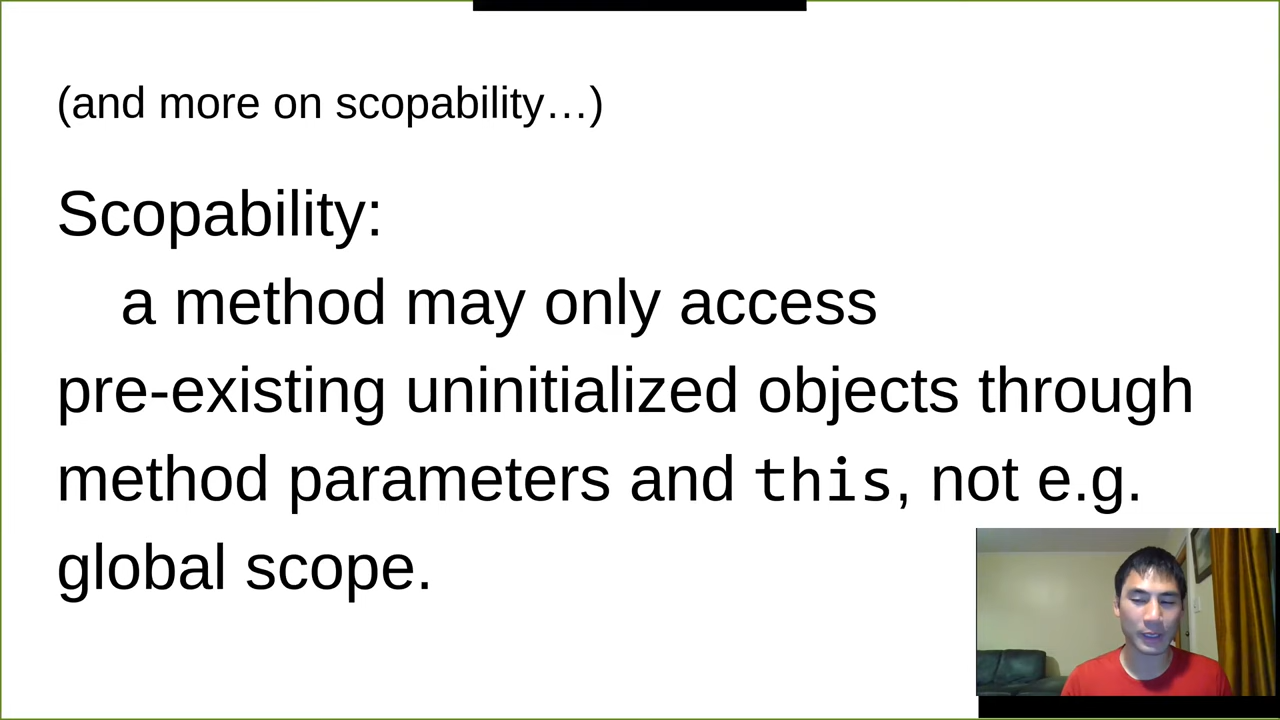 (and more on scopability…)
Scopability:
a method may only access
pre-existing uninitialized objects through
method parameters and this, not e.g.
global scope.